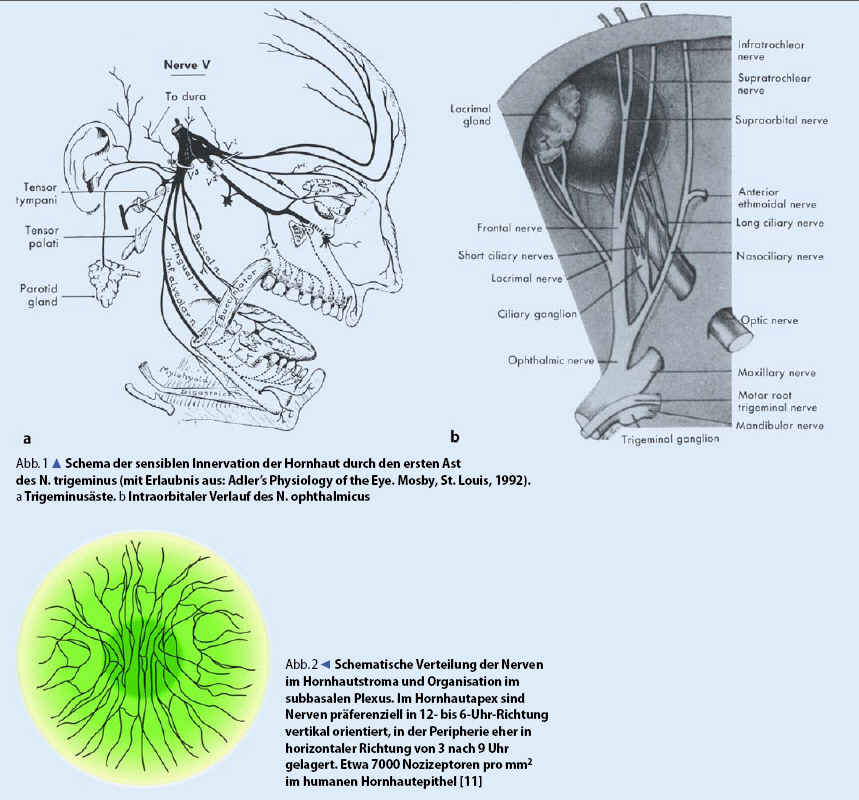 Nerve V
To dura
V¹
V³
V²
Tensor
tympani
Tensor
palati
Parotid
gland
Buccal n.
Lingual n.
Inf alveolar n.
Buccinator
Mylohyoid
Digastric
a
Lacrimal
gland
Frontal nerve
Short ciliary nerves
Lacrimal nerve
Ciliary ganglion
Ophthalmic nerve
Infratrochlear
nerve
Supratrochlear
nerve
Supraorbital nerve
Anterior
ethmoidal nerve
Long ciliary nerve
Nasociliary nerve
Optic nerve
Maxillary nerve
Motor root
trigeminal nerve
Mandibular nerve
Trigeminal ganglion
b
Abb. 1 ▲ Schema der sensiblen Innervation der Hornhaut durch den ersten Ast
des N. trigeminus (mit Erlaubnis aus: Adler's Physiology of the Eye. Mosby, St. Louis, 1992).
a Trigeminusäste. b Intraorbitaler Verlauf des N. ophthalmicus
Abb. 2 ◄ Schematische Verteilung der Nerven
im Hornhautstroma und Organisation im
subbasalen Plexus. Im Hornhautapex sind
Nerven präferenziell in 12- bis 6-Uhr-Richtung
vertikal orientiert, in der Peripherie eher in
horizontaler Richtung von 3 nach 9 Uhr
gelagert. Etwa 7000 Nozizeptoren pro mm²
im humanen Hornhautepithel [11]